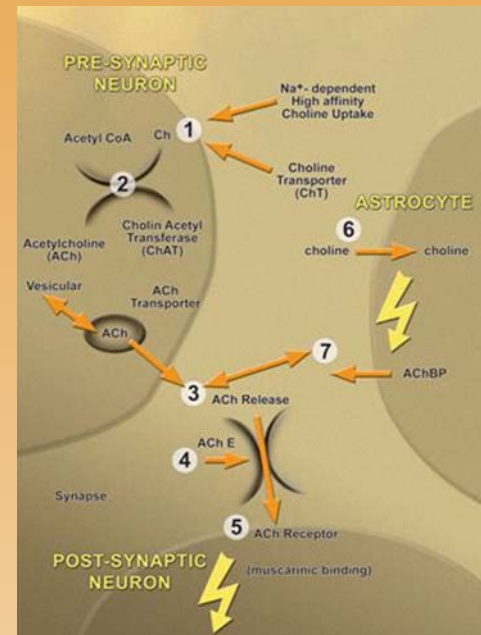 PRE-SYNAPTIC
NEURON
Na⁺- dependent
High affinity
Choline Uptake
Acetyl CoA
Ch
1
2
Choline
Transporter
(ChT)
ASTROCYTE
6
choline
choline
Acetylcholine
(ACh)
Cholin Acetyl
Transferase
(ChAT)
Vesicular
ACh
Transporter
ACh
7
AChBP
3
ACh Release
ACh E
4
Synapse
5
ACh Receptor
(muscarinic binding)
POST-SYNAPTIC
NEURON